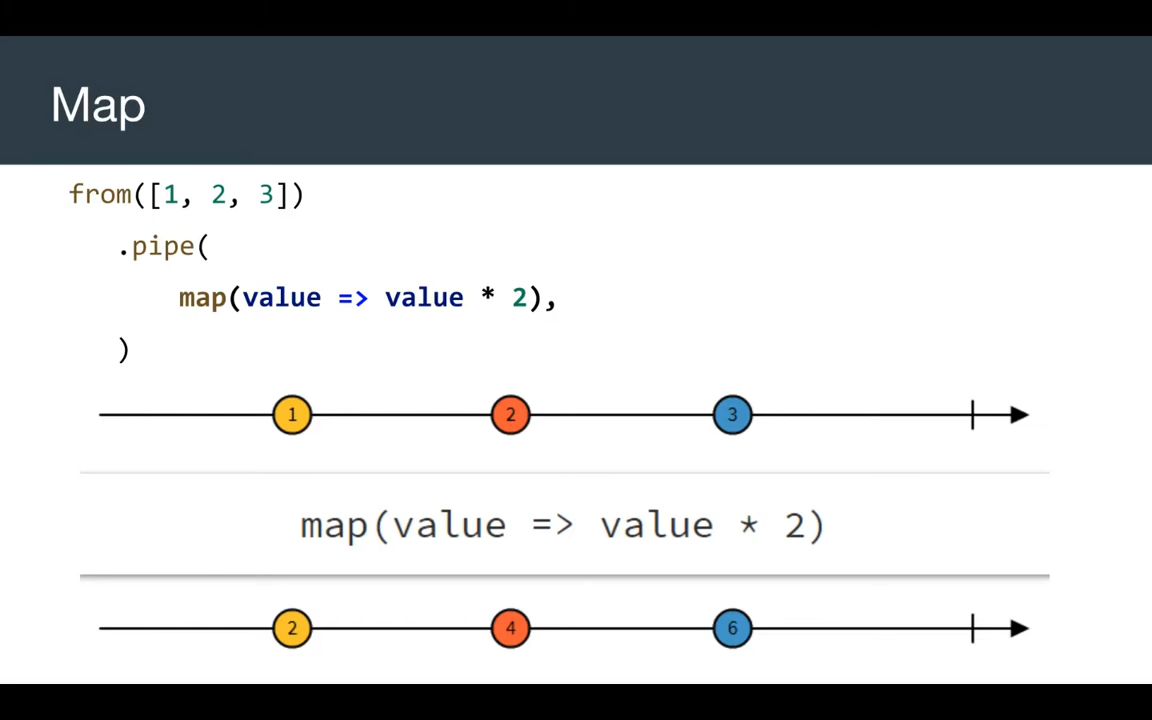 Map
from([1, 2, 3])
.pipe(
map(value => value * 2),
)
1 2 3
map(value => value * 2)
2 4 6